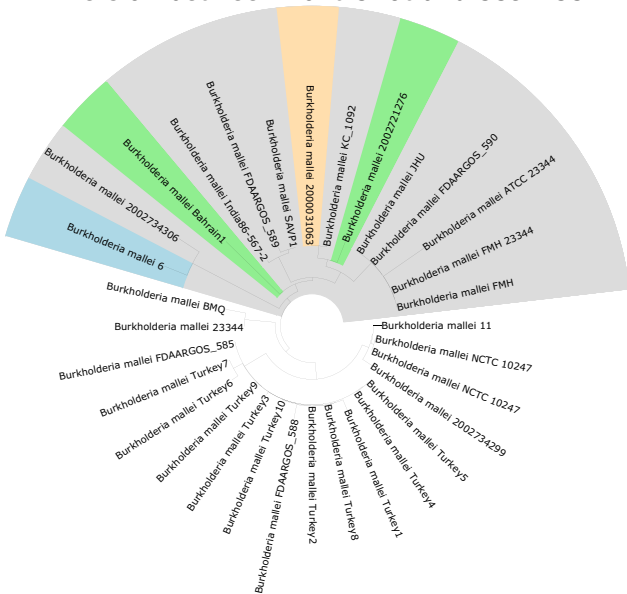 Burkholderia mallei 6
Burkholderia mallei 2002734306
Burkholderia mallei Bahrain1
Burkholderia mallei India86-567-2
Burkholderia mallei FDAARGOS_589
Burkholderia mallei SAVP1
Burkholderia mallei 2000031063
Burkholderia mallei KC_1092
Burkholderia mallei 2002721276
Burkholderia mallei JHU
Burkholderia mallei FDAARGOS_590
Burkholderia mallei ATCC 23344
Burkholderia mallei FMH 23344
Burkholderia mallei FMH
Burkholderia mallei 11
Burkholderia mallei NCTC 10247
Burkholderia mallei NCTC 10247
Burkholderia mallei 2002734299
Burkholderia mallei Turkey5
Burkholderia mallei Turkey4
Burkholderia mallei Turkey1
Burkholderia mallei Turkey8
Burkholderia mallei Turkey2
Burkholderia mallei FDAARGOS_588
Burkholderia mallei Turkey10
Burkholderia mallei Turkey3
Burkholderia mallei Turkey9
Burkholderia mallei Turkey6
Burkholderia mallei Turkey7
Burkholderia mallei FDAARGOS_585
Burkholderia mallei 23344
Burkholderia mallei BMQ